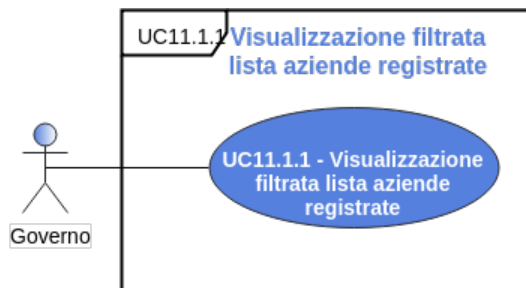 UC11.1.1
Visualizzazione filtrata
lista aziende registrate
UC11.1.1 - Visualizzazione
filtrata lista aziende
registrate
Governo